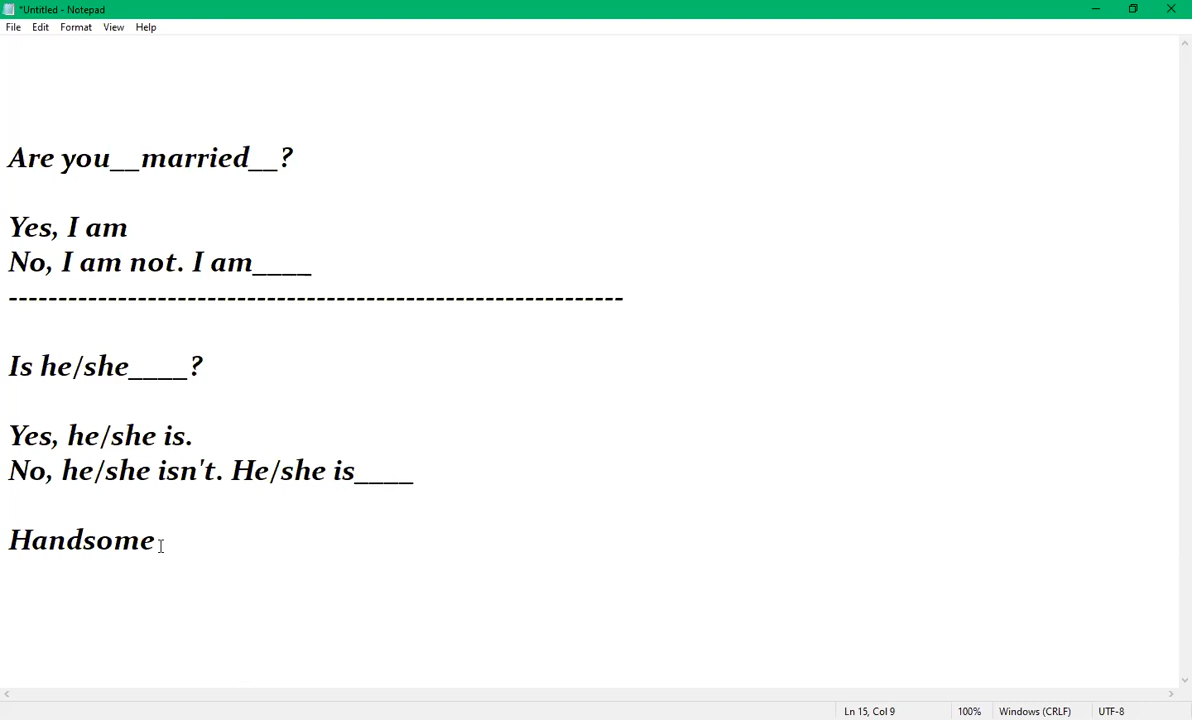 *Untitled - Notepad
File Edit Format View Help
Are you__married__?
Yes, I am
No, I am not. I am____
--------------------------------------------------------------
Is he/she____?
Yes, he/she is.
No, he/she isn't. He/she is____
Handsome
Ln 15, Col 9 100% Windows (CRLF) UTF-8